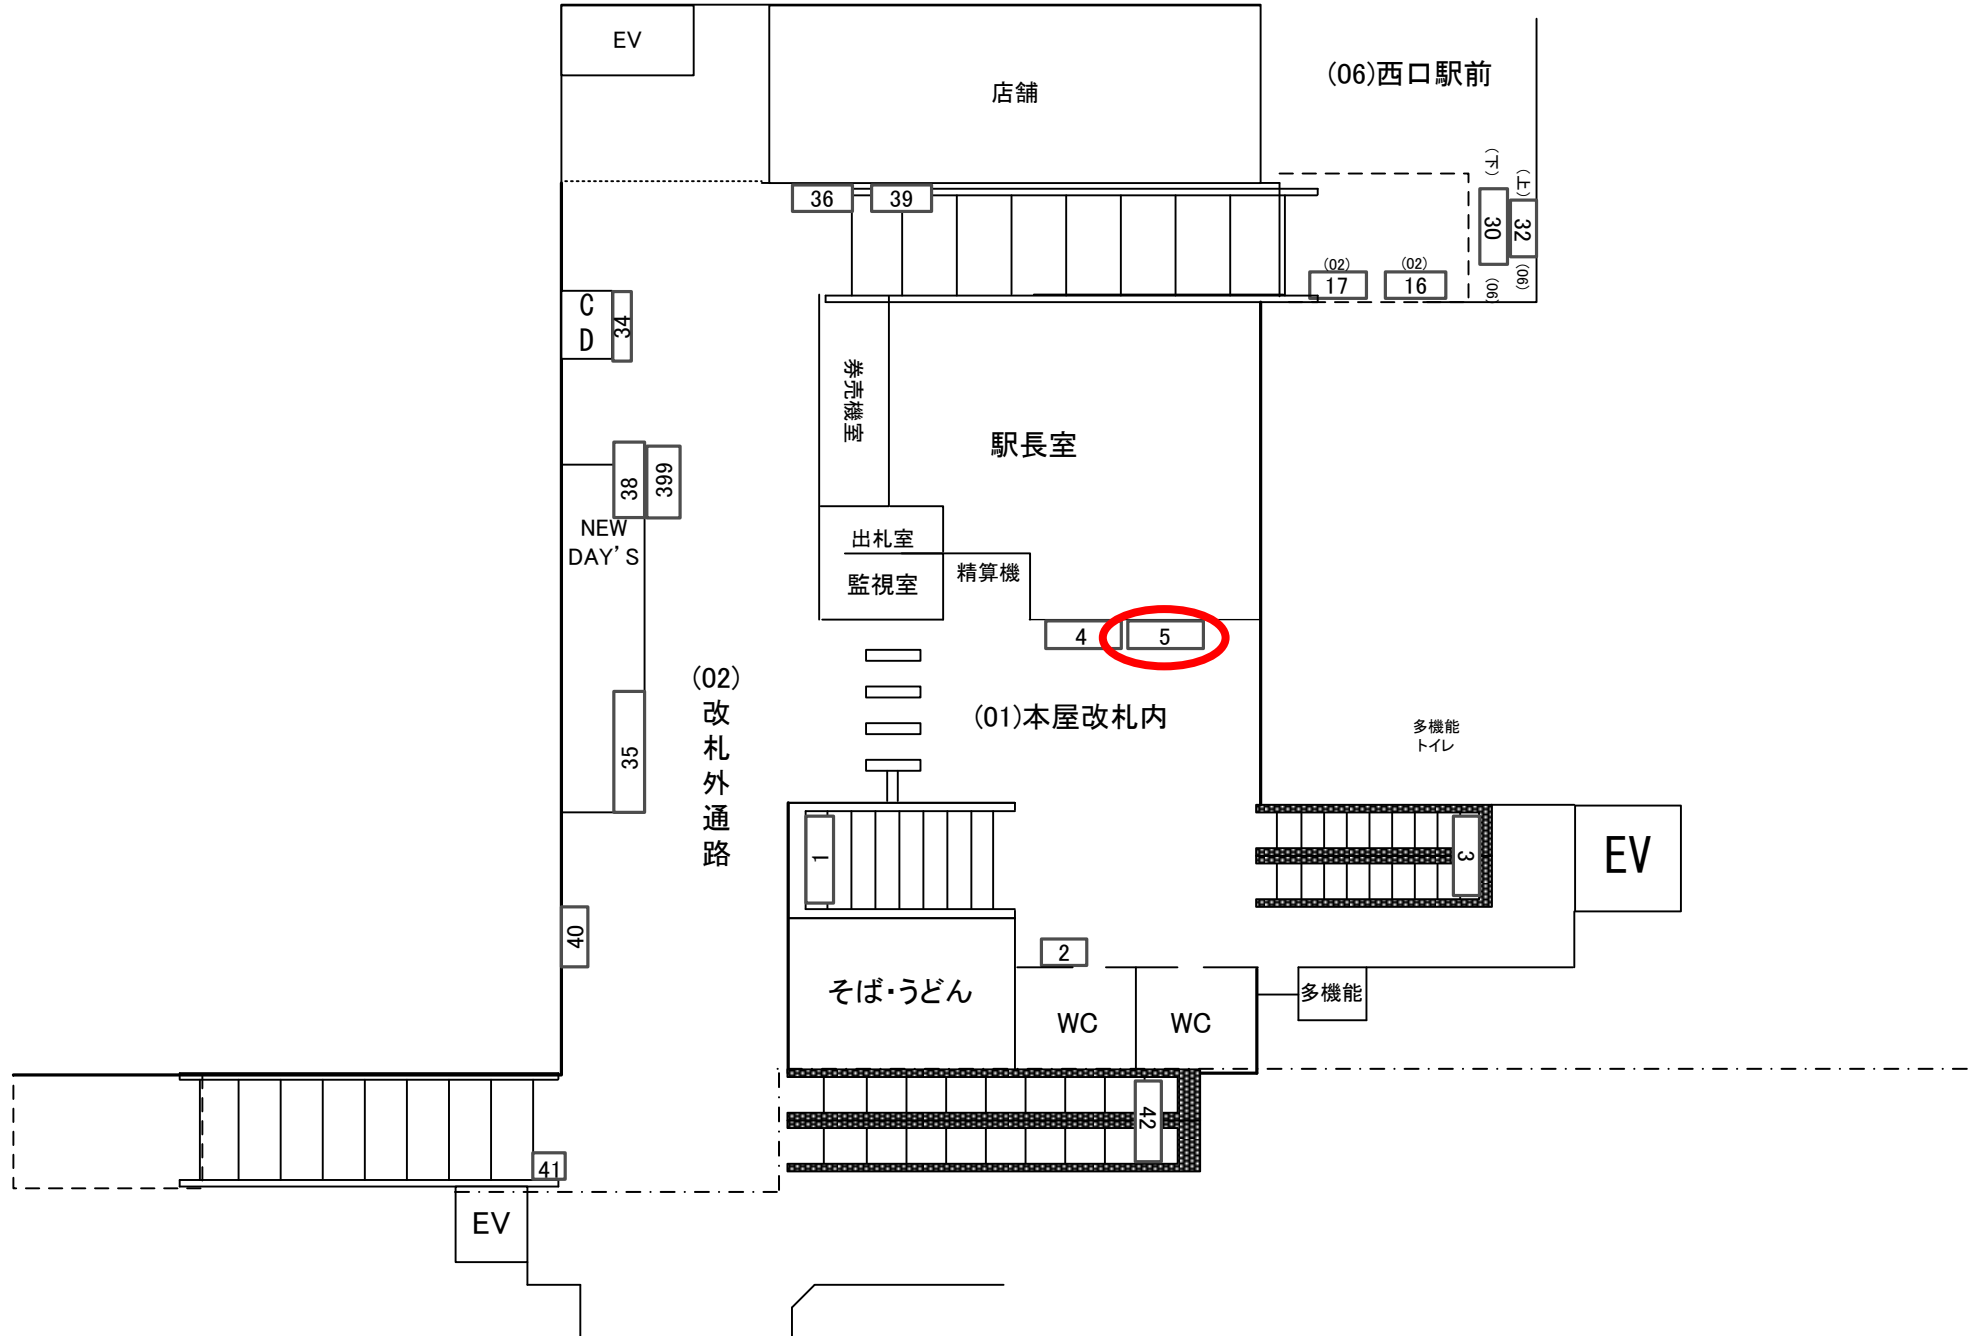 EV
店舗
(06)西口駅前
(下)
(上)
36
39
30
32
(02)
17
(02)
16
(06)
(06)
C
D
34
券売機室
駅長室
38
399
NEW
DAY'S
出札室
監視室
精算機
4
5
(02)
改
札
外
通
路
(01)本屋改札内
35
多機能
トイレ
1
3
EV
40
2
そば・うどん
WC
WC
多機能
42
41
EV